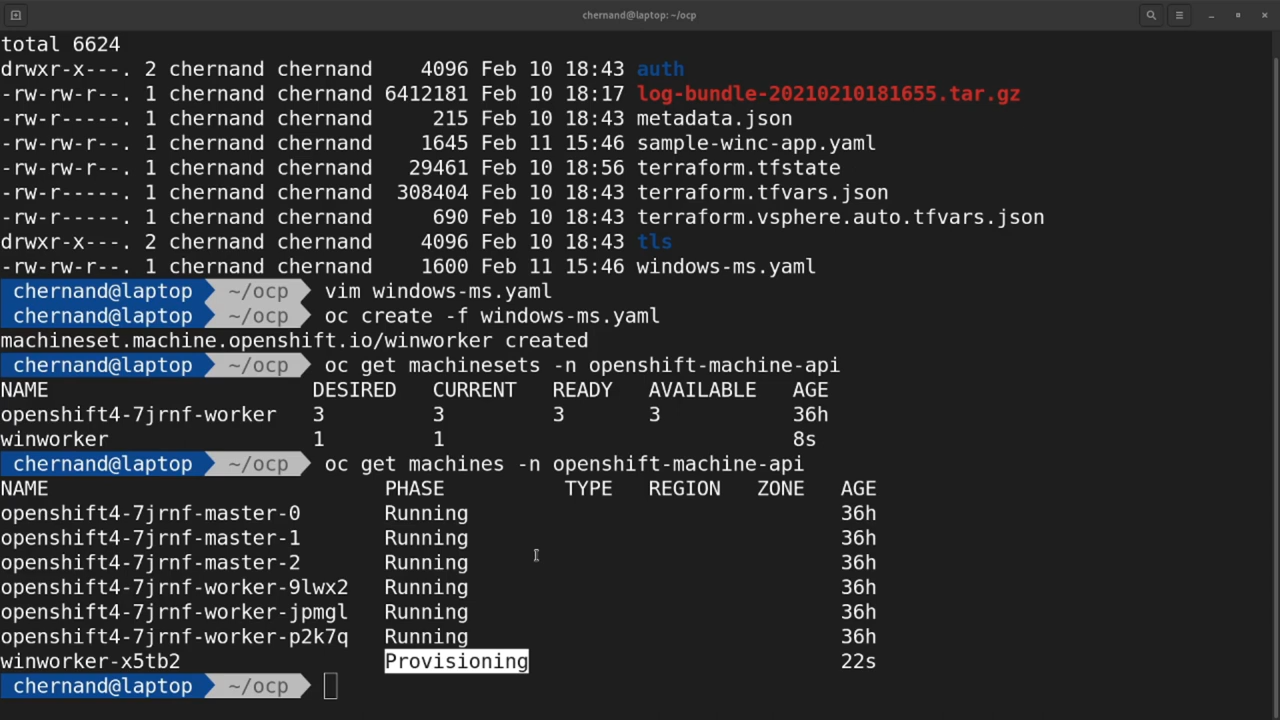 chernand@laptop: ~/ocp
total 6624
drwxr-x---. 2 chernand chernand    4096 Feb 10 18:43 auth
-rw-rw-r--. 1 chernand chernand 6412181 Feb 10 18:17 log-bundle-20210210181655.tar.gz
-rw-r-----. 1 chernand chernand     215 Feb 10 18:43 metadata.json
-rw-rw-r--. 1 chernand chernand    1645 Feb 11 15:46 sample-winc-app.yaml
-rw-r-----. 1 chernand chernand   29461 Feb 10 18:56 terraform.tfstate
-rw-r-----. 1 chernand chernand  308404 Feb 10 18:43 terraform.tfvars.json
-rw-r-----. 1 chernand chernand     690 Feb 10 18:43 terraform.vsphere.auto.tfvars.json
drwxr-x---. 2 chernand chernand    4096 Feb 10 18:43 tls
-rw-rw-r--. 1 chernand chernand    1600 Feb 11 15:46 windows-ms.yaml
chernand@laptop ~/ocp vim windows-ms.yaml
chernand@laptop ~/ocp oc create -f windows-ms.yaml
machineset.machine.openshift.io/winworker created
chernand@laptop ~/ocp oc get machinesets -n openshift-machine-api
NAME                      DESIRED   CURRENT   READY   AVAILABLE   AGE
openshift4-7jrnf-worker   3         3         3       3           36h
winworker                 1         1                             8s
chernand@laptop ~/ocp oc get machines -n openshift-machine-api
NAME                            PHASE          TYPE   REGION   ZONE   AGE
openshift4-7jrnf-master-0       Running                               36h
openshift4-7jrnf-master-1       Running                               36h
openshift4-7jrnf-master-2       Running                               36h
openshift4-7jrnf-worker-9lwx2   Running                               36h
openshift4-7jrnf-worker-jpmgl   Running                               36h
openshift4-7jrnf-worker-p2k7q   Running                               36h
winworker-x5tb2                 Provisioning                          22s
chernand@laptop ~/ocp